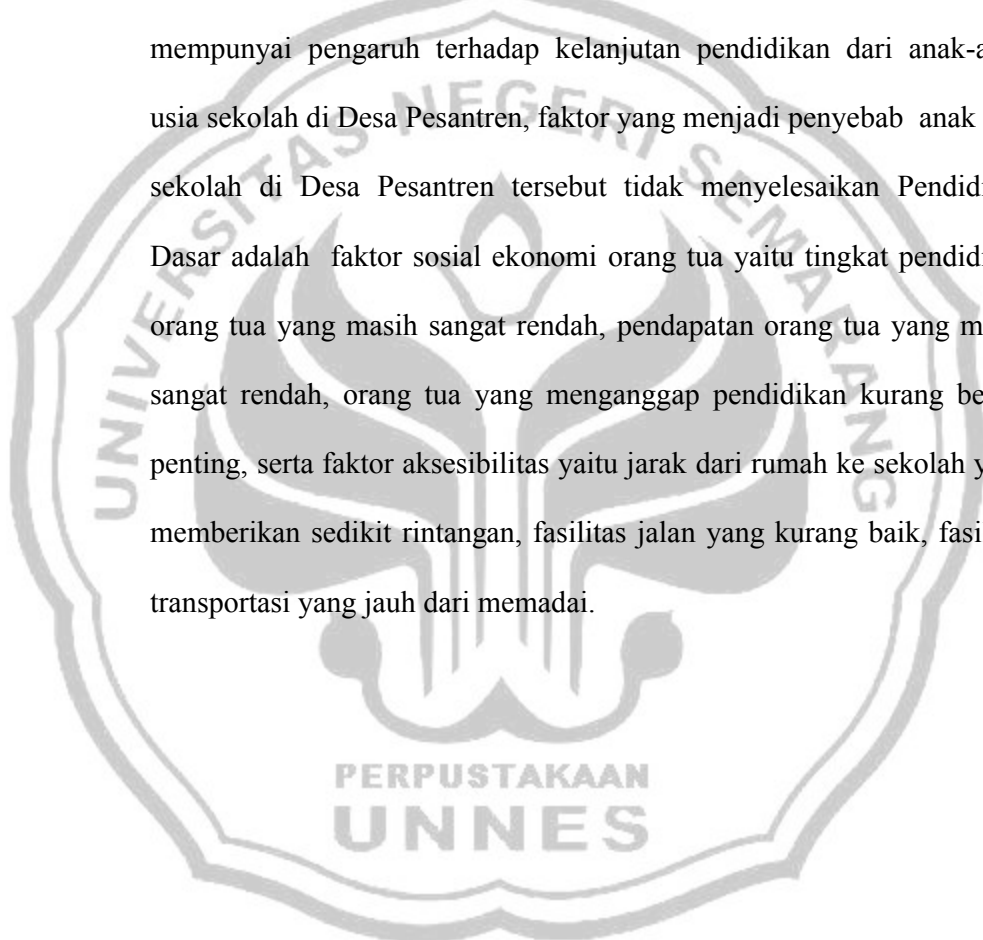 mempunyai pengaruh terhadap kelanjutan pendidikan dari anak-a
usia sekolah di Desa Pesantren, faktor yang menjadi penyebab anak
sekolah di Desa Pesantren tersebut tidak menyelesaikan Pendidi
Dasar adalah faktor sosial ekonomi orang tua yaitu tingkat pendidi
orang tua yang masih sangat rendah, pendapatan orang tua yang m
sangat rendah, orang tua yang menganggap pendidikan kurang be
penting, serta faktor aksesibilitas yaitu jarak dari rumah ke sekolah y
memberikan sedikit rintangan, fasilitas jalan yang kurang baik, fasi
transportasi yang jauh dari memadai.
UNIVERSITAS NEGERI SEMARANG
PERPUSTAKAAN
UNNES